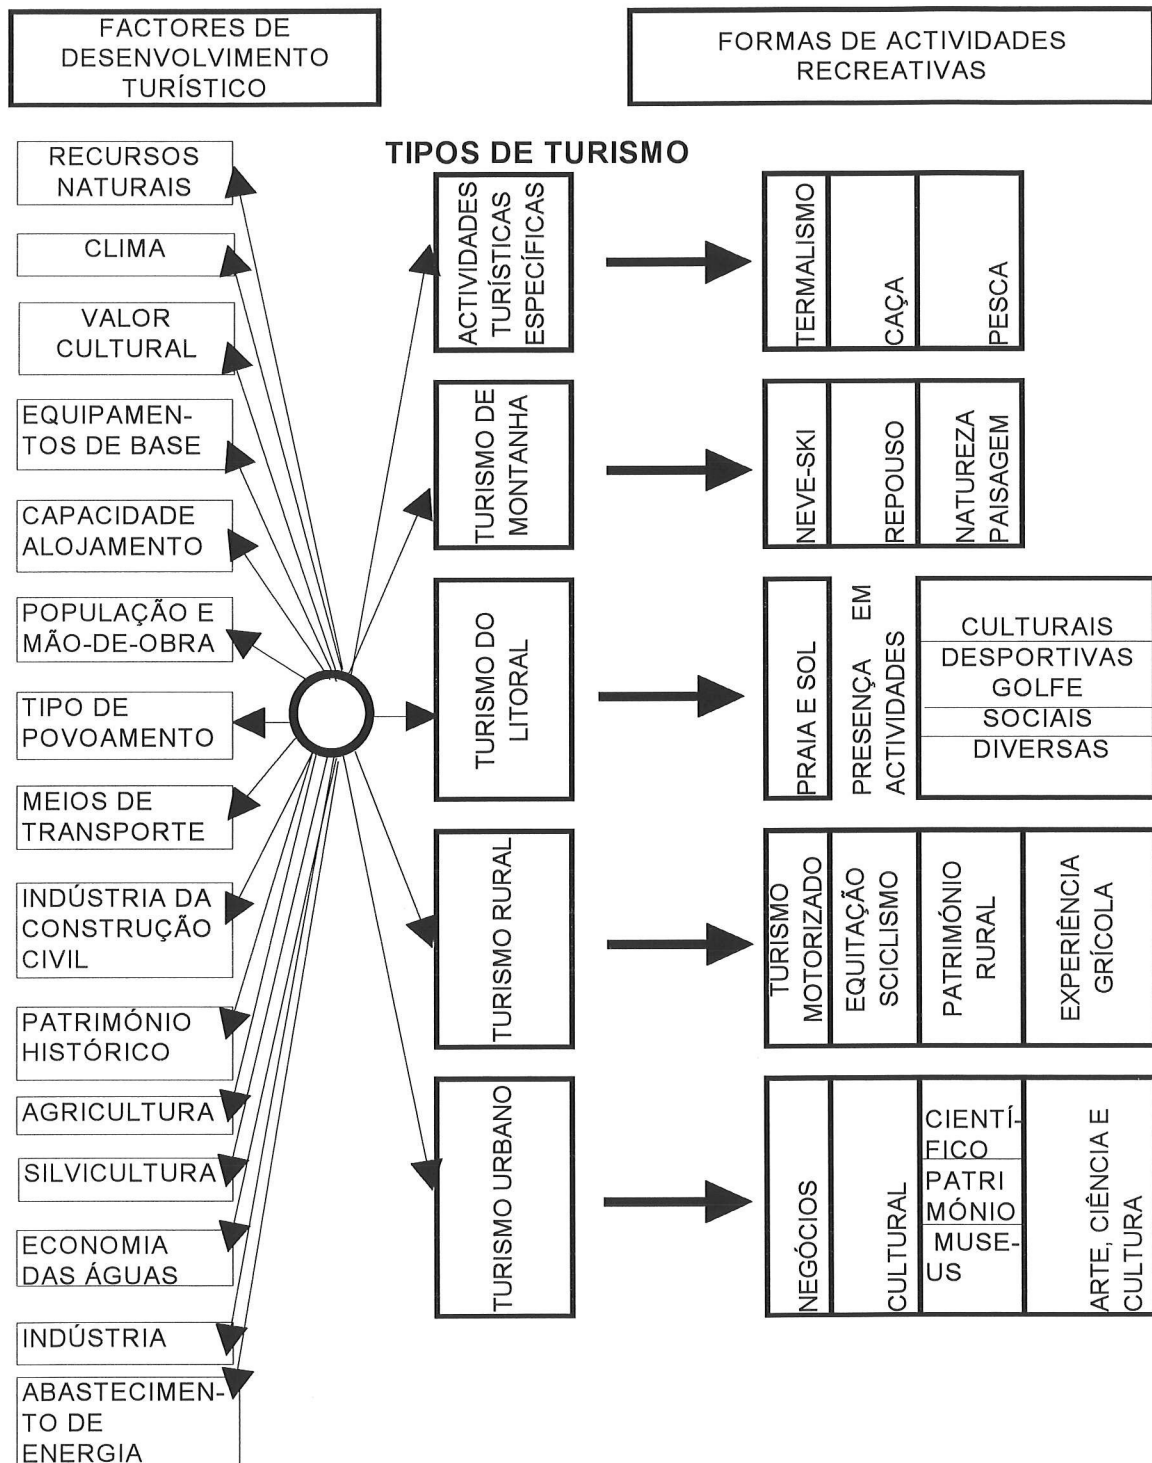 FACTORES DE
DESENVOLVIMENTO
TURÍSTICO
FORMAS DE ACTIVIDADES
RECREATIVAS
TIPOS DE TURISMO
RECURSOS
NATURAIS
CLIMA
VALOR
CULTURAL
EQUIPAMEN-
TOS DE BASE
CAPACIDADE
ALOJAMENTO
POPULAÇÃO E
MÃO-DE-OBRA
TIPO DE
POVOAMENTO
MEIOS DE
TRANSPORTE
INDÚSTRIA DA
CONSTRUÇÃO
CIVIL
PATRIMÓNIO
HISTÓRICO
AGRICULTURA
SILVICULTURA
ECONOMIA
DAS ÁGUAS
INDÚSTRIA
ABASTECIMEN-
TO DE
ENERGIA
ACTIVIDADES
TURÍSTICAS
ESPECÍFICAS
TERMALISMO
CAÇA
PESCA
TURISMO DE
MONTANHA
NEVE-SKI
REPOUSO
NATUREZA
PAISAGEM
TURISMO DO
LITORAL
PRAIA E SOL
PRESENÇA EM
ACTIVIDADES
CULTURAIS
DESPORTIVAS
GOLFE
SOCIAIS
DIVERSAS
TURISMO RURAL
TURISMO
MOTORIZADO
EQUITAÇÃO
SCICLISMO
PATRIMÓNIO
RURAL
EXPERIÊNCIA
GRÍCOLA
TURISMO URBANO
NEGÓCIOS
CULTURAL
CIENTÍ-
FICO
PATRI
MÓNIO
MUSE-
US
ARTE, CIÊNCIA E
CULTURA